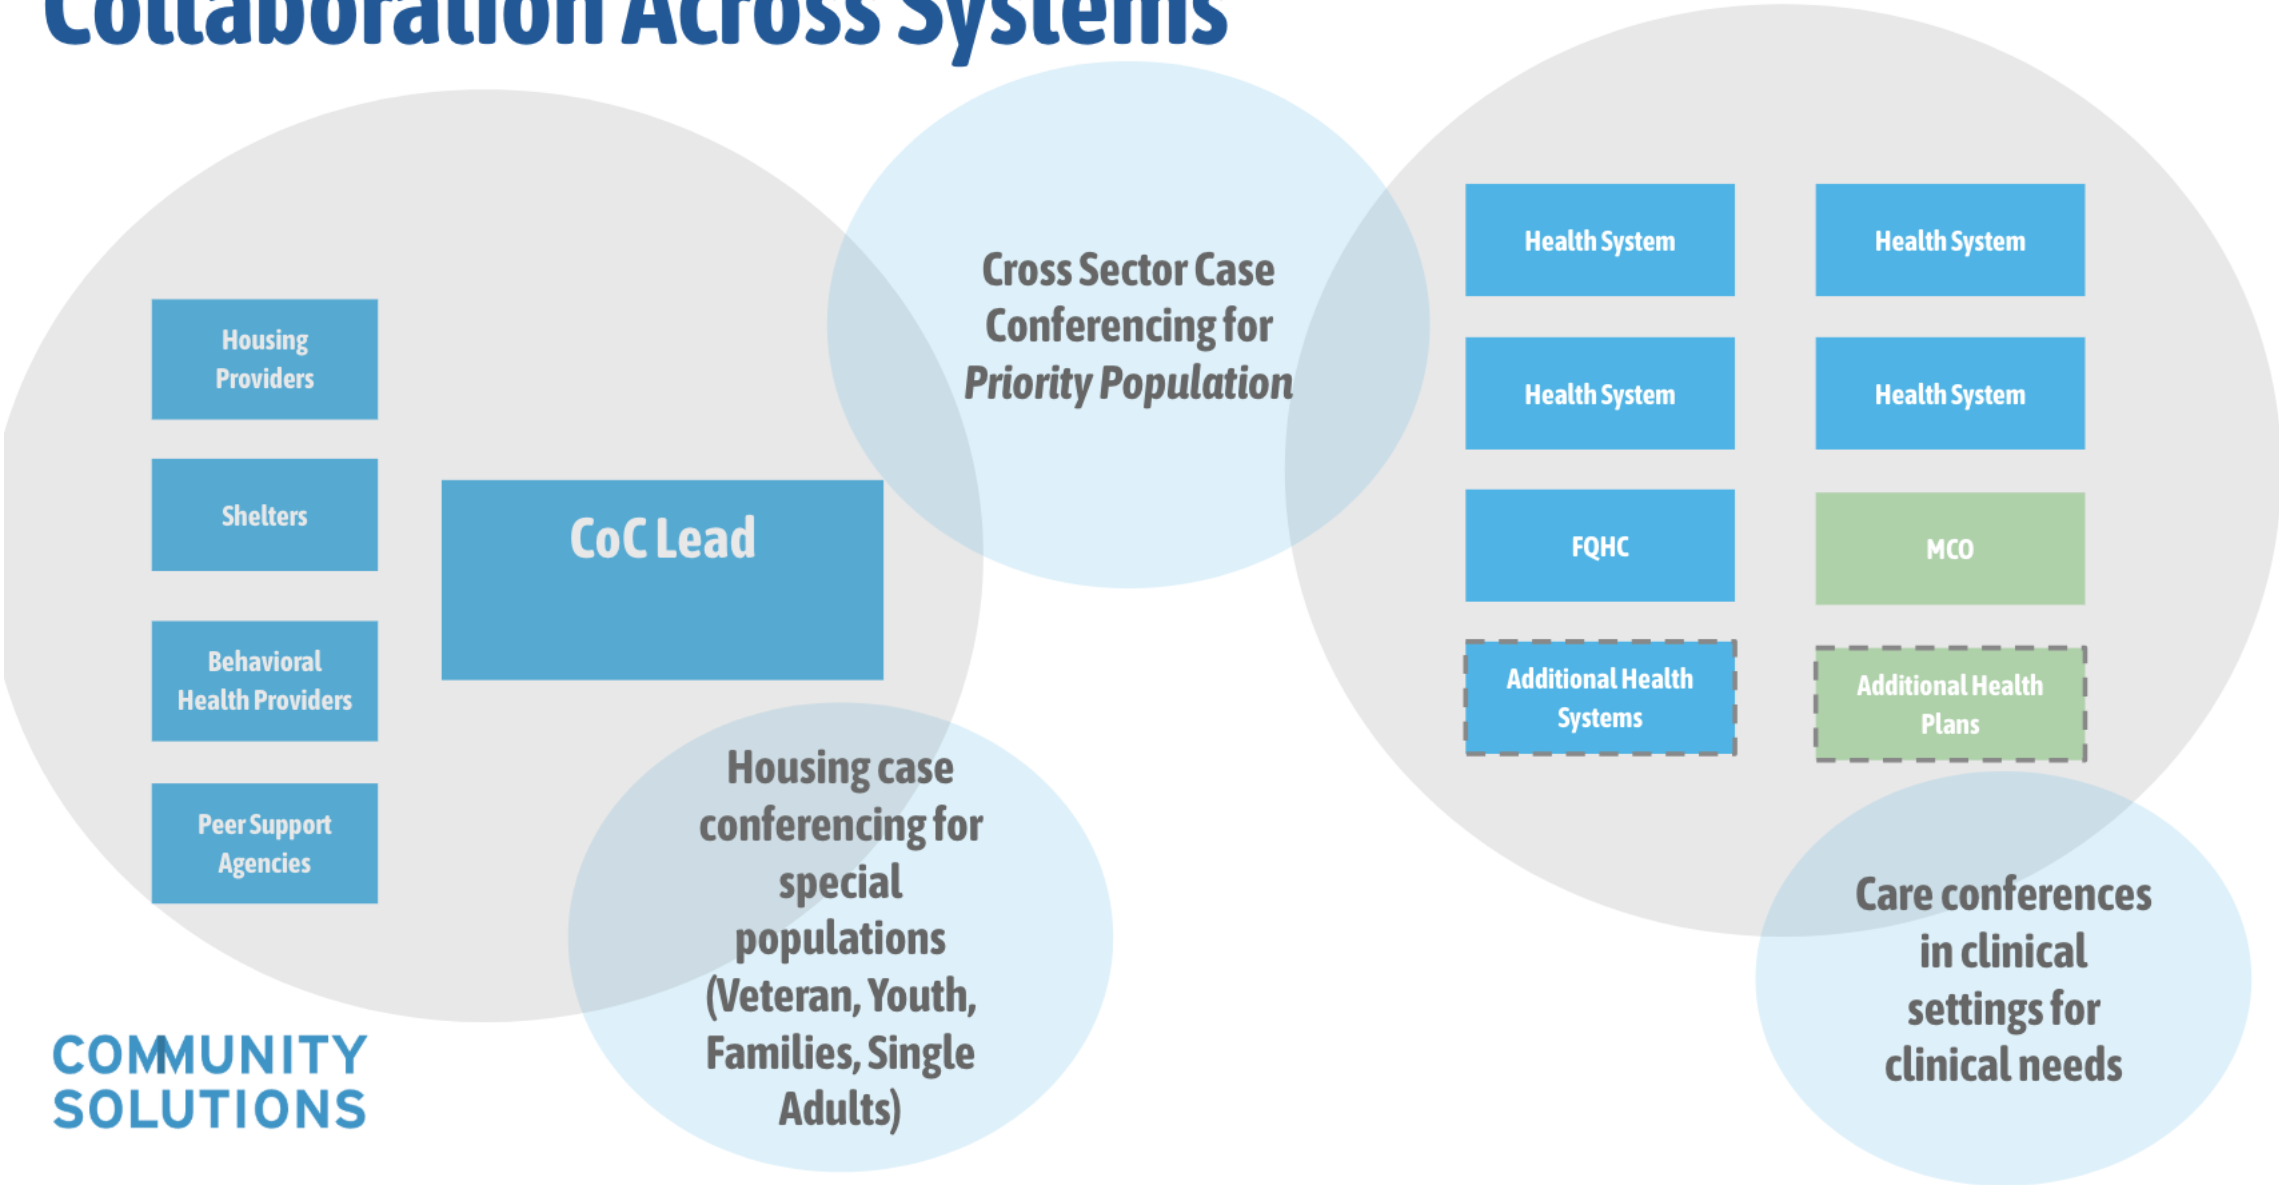 Collaboration Across Systems
Housing
Providers
Shelters
Behavioral
Health Providers
Peer Support
Agencies
CoC Lead
Cross Sector Case
Conferencing for
Priority Population
Housing case
conferencing for
special
populations
(Veteran, Youth,
Families, Single
Adults)
Health System
Health System
Health System
Health System
FQHC
MCO
Additional Health
Systems
Additional Health
Plans
Care conferences
in clinical
settings for
clinical needs
COMMUNITY
SOLUTIONS